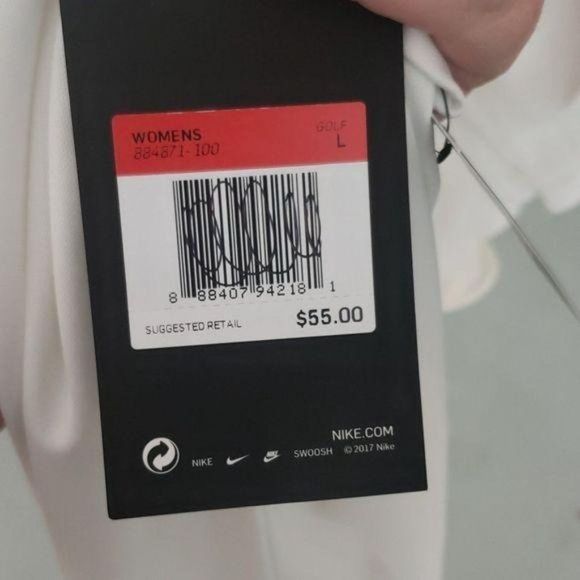 WOMENS GOLF
884871-100 L
8 88407 94218 1
SUGGESTED RETAIL $55.00
NIKE.COM
NIKE SWOOSH © 2017 Nike